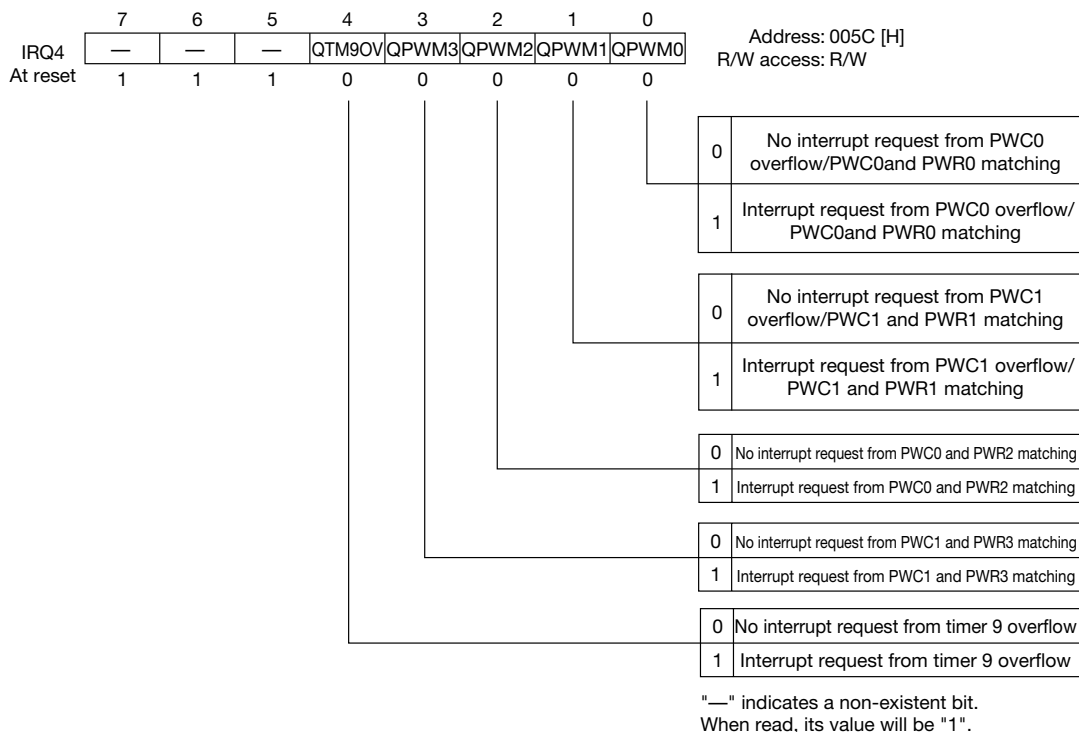 7 6 5 4 3 2 1 0
IRQ4 — — — QTM9OV QPWM3 QPWM2 QPWM1 QPWM0
At reset 1 1 1 0 0 0 0 0
Address: 005C [H]
R/W access: R/W
0 No interrupt request from PWC0
overflow/PWC0and PWR0 matching
1 Interrupt request from PWC0 overflow/
PWC0and PWR0 matching
0 No interrupt request from PWC1
overflow/PWC1 and PWR1 matching
1 Interrupt request from PWC1 overflow/
PWC1 and PWR1 matching
0 No interrupt request from PWC0 and PWR2 matching
1 Interrupt request from PWC0 and PWR2 matching
0 No interrupt request from PWC1 and PWR3 matching
1 Interrupt request from PWC1 and PWR3 matching
0 No interrupt request from timer 9 overflow
1 Interrupt request from timer 9 overflow
"—" indicates a non-existent bit.
When read, its value will be "1".